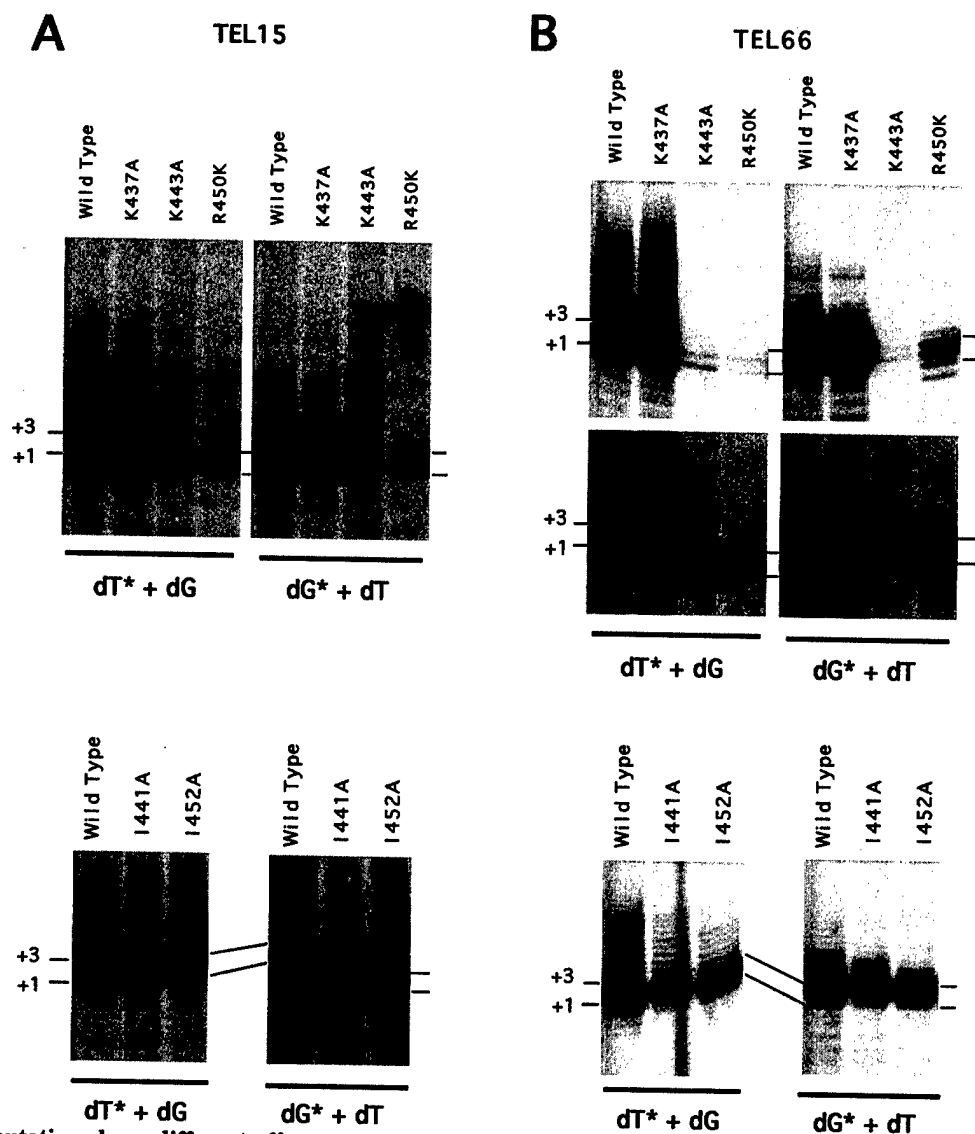 A
TEL15
Wild Type
K437A
K443A
R450K
Wild Type
K437A
K443A
R450K
+3
+1
dT* + dG
dG* + dT
Wild Type
I441A
I452A
Wild Type
I441A
I452A
+3
+1
dT* + dG
dG* + dT
B
TEL66
Wild Type
K437A
K443A
R450K
Wild Type
K437A
K443A
R450K
+3
+1
+3
+1
dT* + dG
dG* + dT
Wild Type
I441A
I452A
Wild Type
I441A
I452A
+3
+1
dT* + dG
dG* + dT